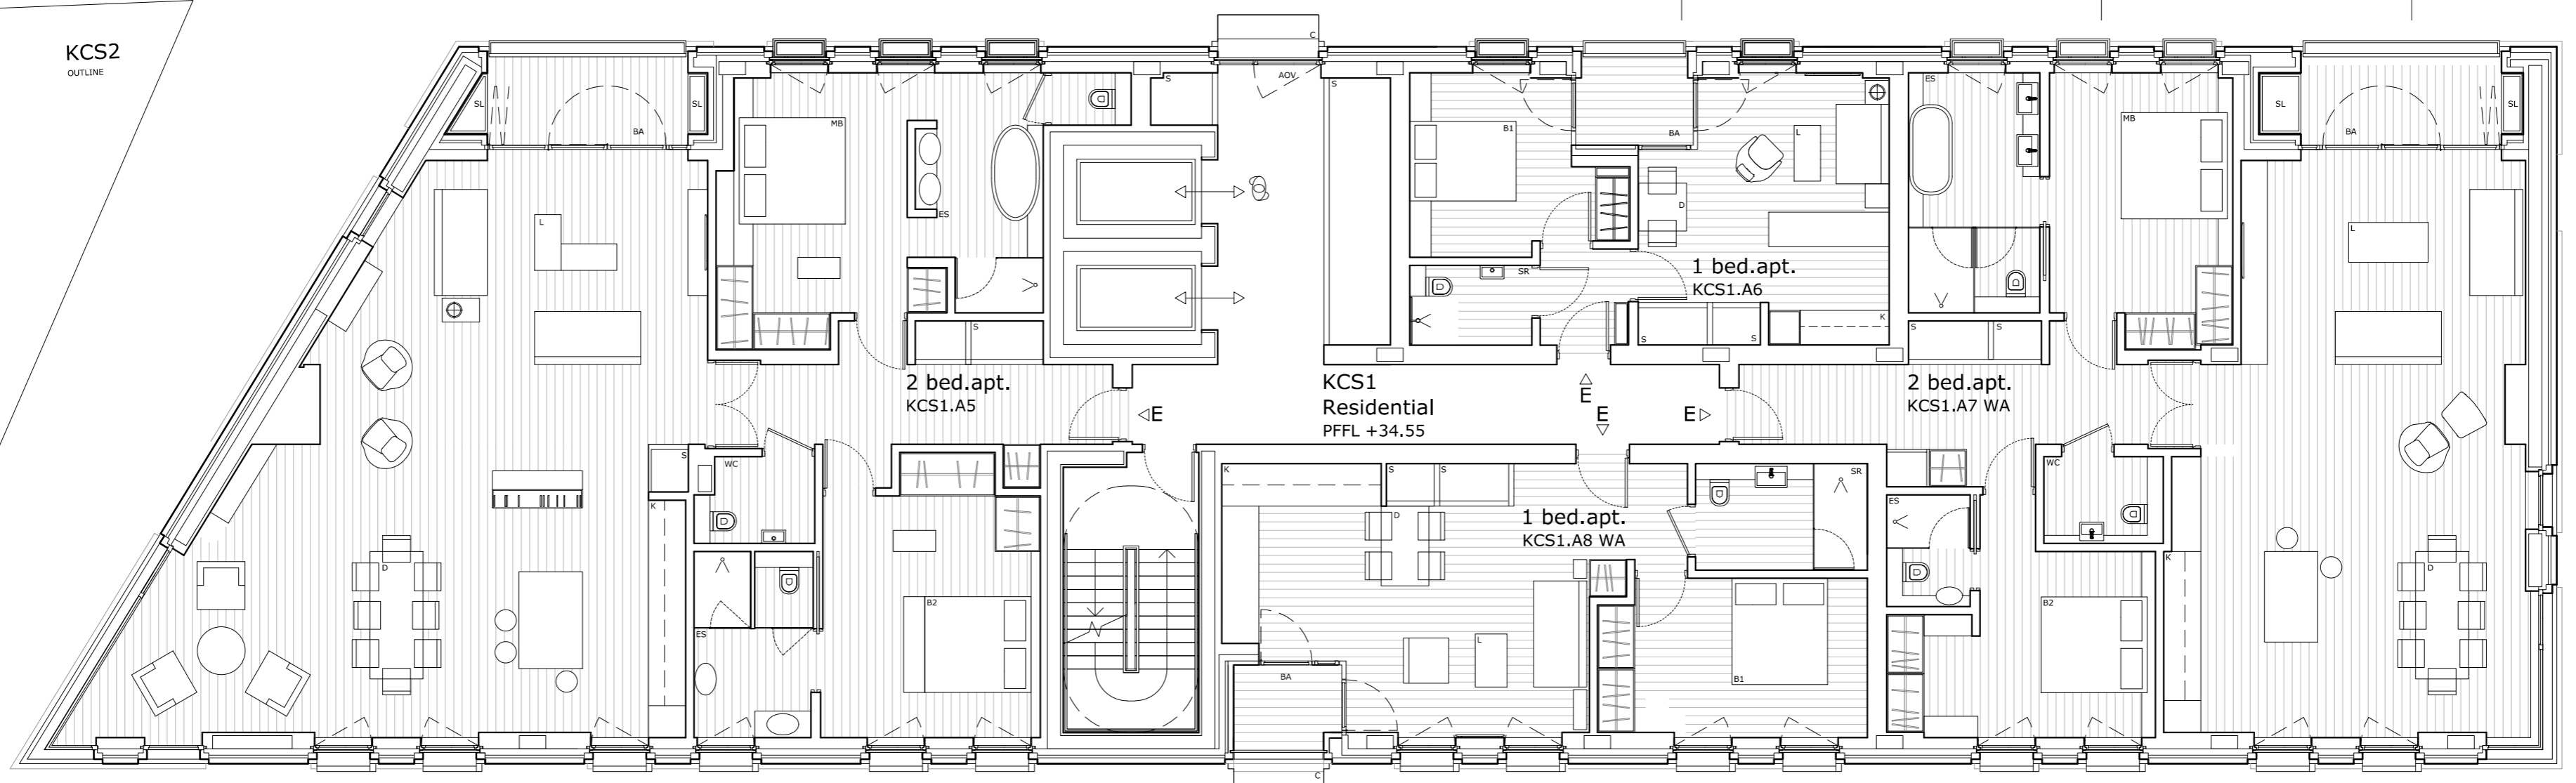 KCS2
OUTLINE
C
AOV
S
S
SL
SL
BA
MB
ES
L
S
2 bed.apt.
KCS1.A5
E
S
WC
K
D
ES
B2
KCS1
Residential
PFFL +34.55
E
E
E
B1
BA
L
D
SR
1 bed.apt.
KCS1.A6
K
S
S
ES
MB
SL
SL
BA
L
S
S
2 bed.apt.
KCS1.A7 WA
K
S
S
D
1 bed.apt.
KCS1.A8 WA
SR
L
B1
BA
C
ES
WC
B2
K
D